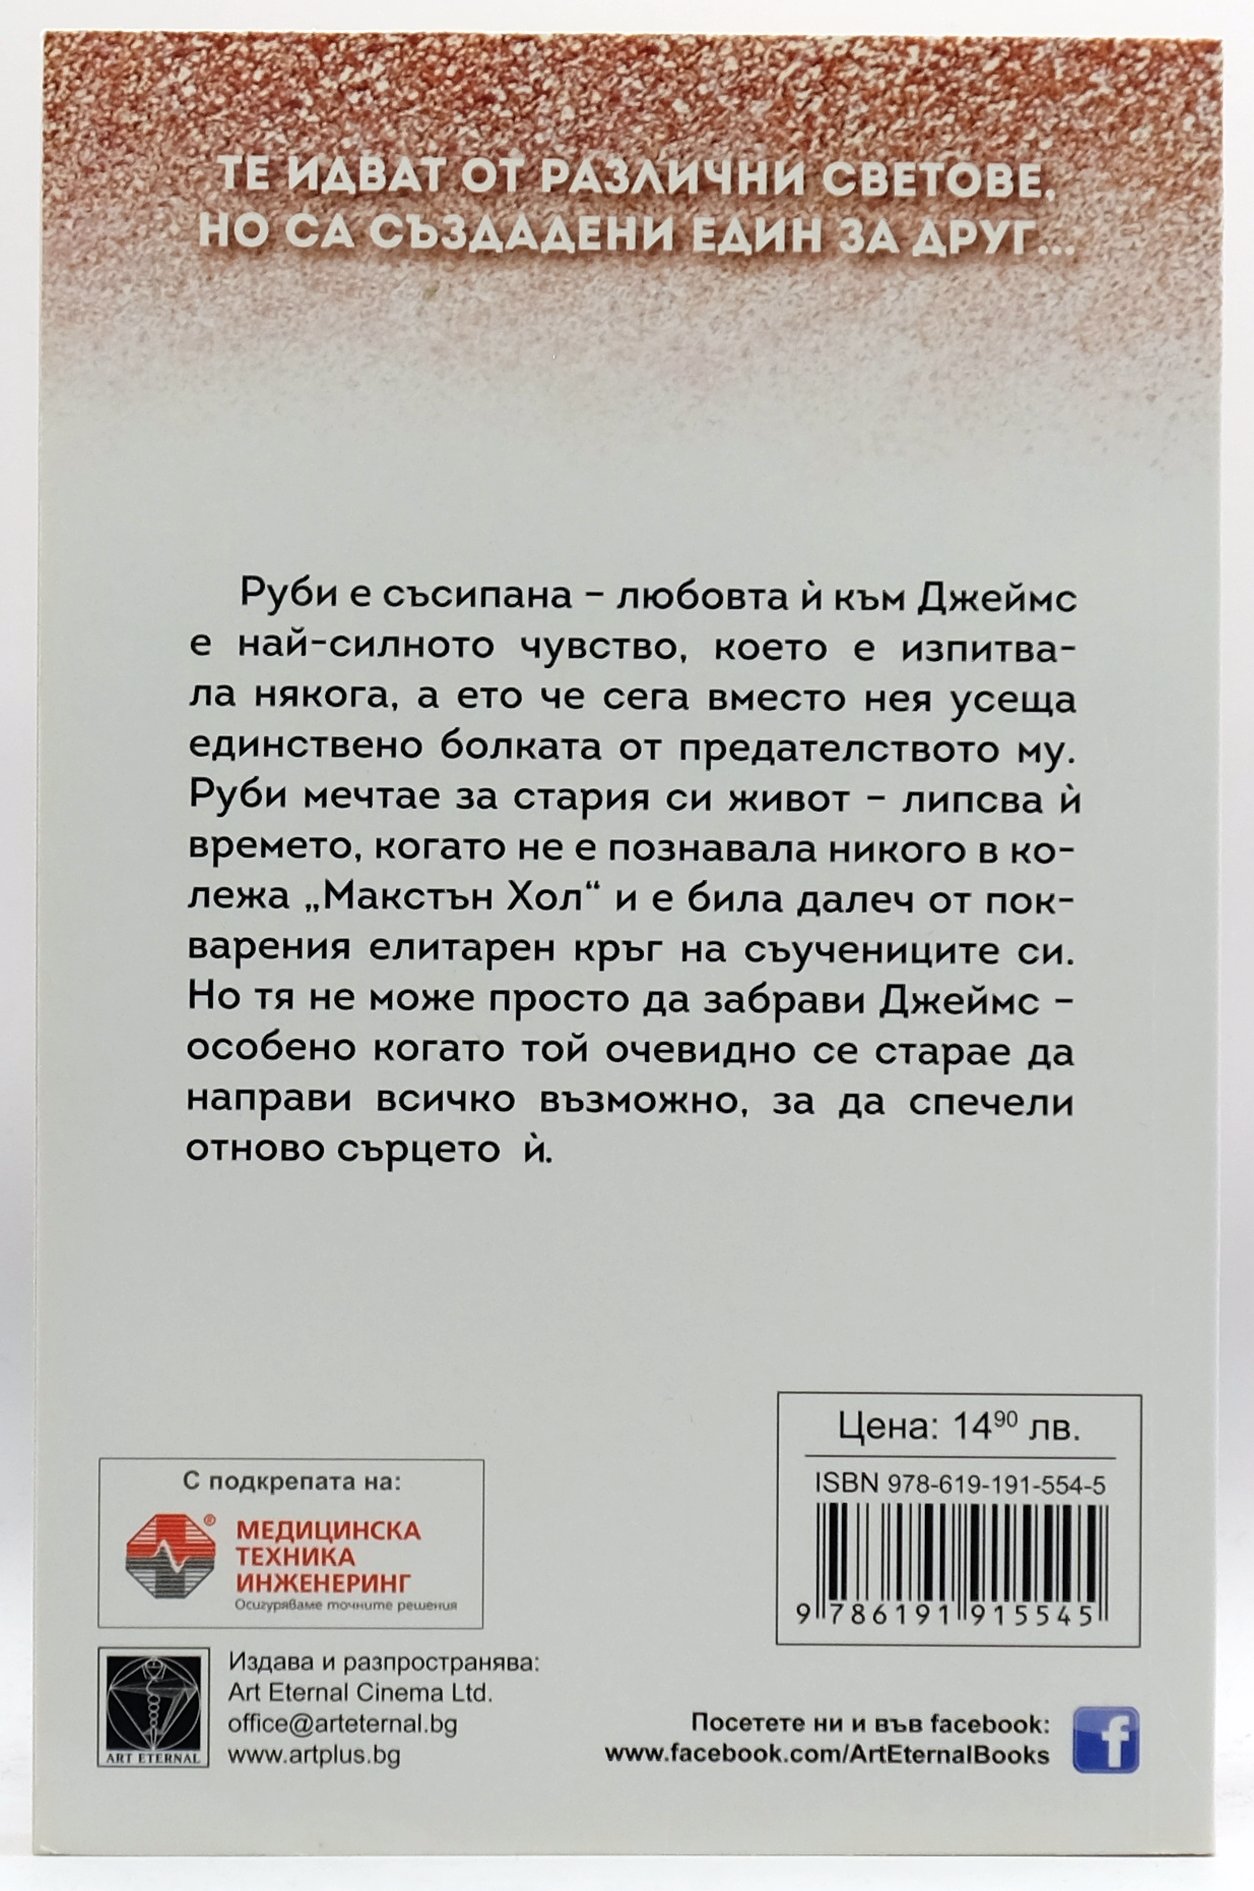 ТЕ ИДВАТ ОТ РАЗЛИЧНИ СВЕТОВЕ,
НО СА СЪЗДАДЕНИ ЕДИН ЗА ДРУГ...
Руби е съсипана – любовта ѝ към Джеймс
е най-силното чувство, което е изпитва-
ла някога, а ето че сега вместо нея усеща
единствено болката от предателството му.
Руби мечтае за стария си живот – липсва ѝ
времето, когато не е познавала никого в ко-
лежа „Макстън Хол“ и е била далеч от пок-
варения елитарен кръг на съучениците си.
Но тя не може просто да забрави Джеймс –
особено когато той очевидно се старае да
направи всичко възможно, за да спечели
отново сърцето ѝ.
Цена: 14⁹⁰ лв.
ISBN 978-619-191-554-5
9 786191 915545
С подкрепата на:
®
МЕДИЦИНСКА
ТЕХНИКА
ИНЖЕНЕРИНГ
Осигуряваме точните решения
ART ETERNAL
Издава и разпространява:
Art Eternal Cinema Ltd.
office@arteternal.bg
www.artplus.bg
Посетете ни и във facebook:
www.facebook.com/ArtEternalBooks
f